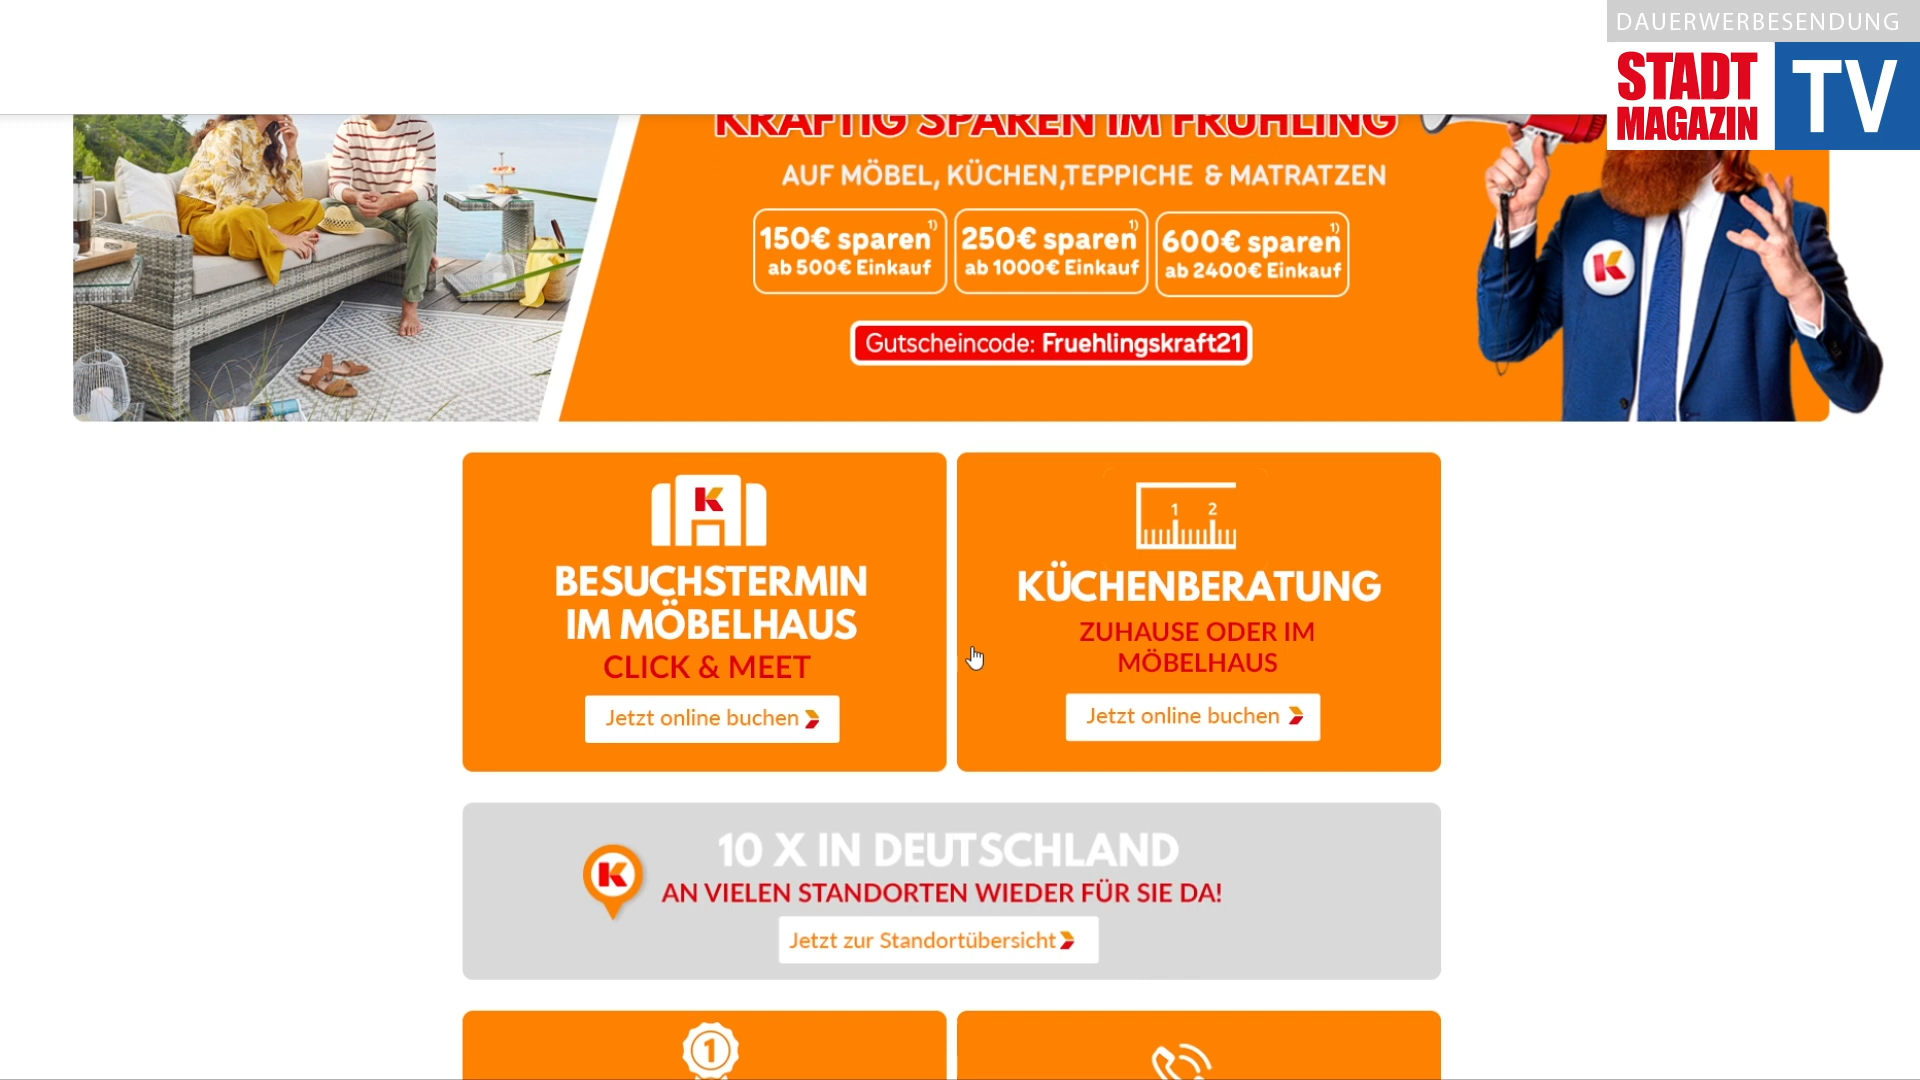 DAUERWERBESENDUNG
STADT
MAGAZIN
TV
KRÄFTIG SPAREN IM FRÜHLING
AUF MÖBEL, KÜCHEN,TEPPICHE & MATRATZEN
150€ sparen 1)
ab 500€ Einkauf
250€ sparen 1)
ab 1000€ Einkauf
600€ sparen 1)
ab 2400€ Einkauf
K
Gutscheincode: Fruehlingskraft21
K
BESUCHSTERMIN
IM MÖBELHAUS
CLICK & MEET
Jetzt online buchen
1 2
KÜCHENBERATUNG
ZUHAUSE ODER IM
MÖBELHAUS
Jetzt online buchen
K
10 X IN DEUTSCHLAND
AN VIELEN STANDORTEN WIEDER FÜR SIE DA!
Jetzt zur Standortübersicht
1